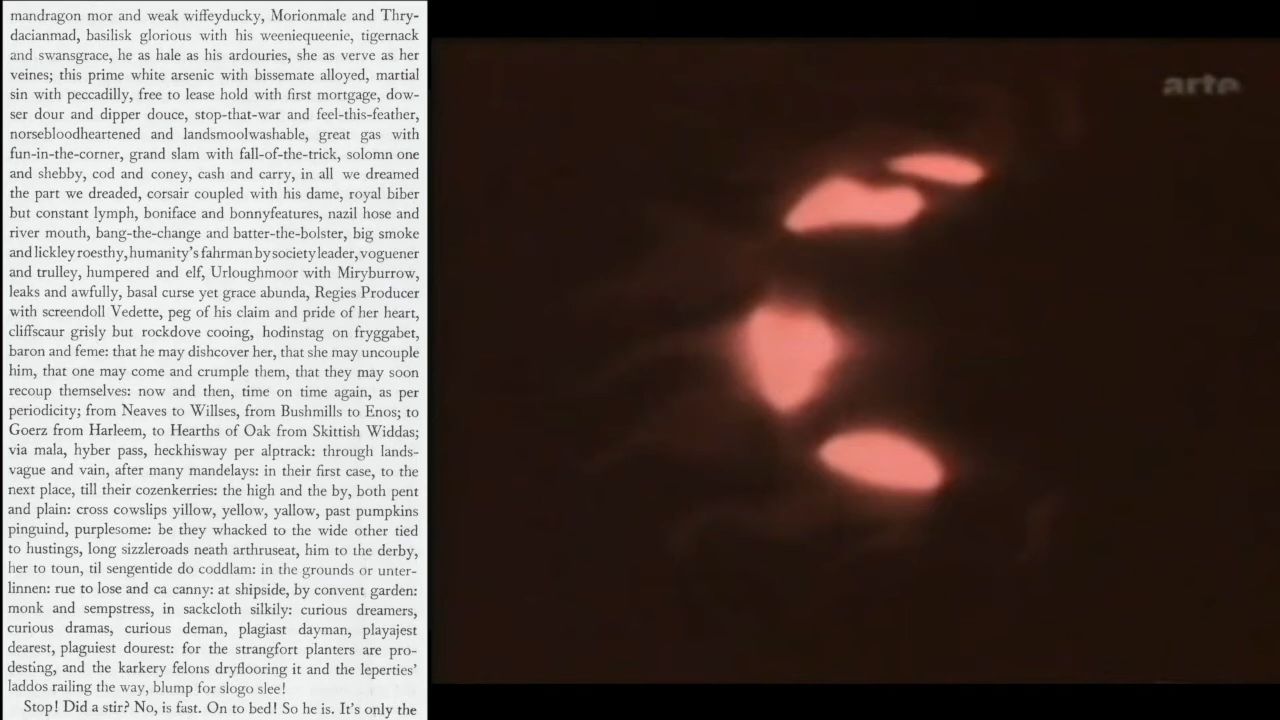 mandragon mor and weak wiffeyducky, Morionmale and Thry-
dacianmad, basilisk glorious with his weeniequeenie, tigernack
and swansgrace, he as hale as his ardouries, she as verve as her
veines; this prime white arsenic with bissemate alloyed, martial
sin with peccadilly, free to lease hold with first mortgage, dow-
ser dour and dipper douce, stop-that-war and feel-this-feather,
norsebloodheartened and landsmoolwashable, great gas with
fun-in-the-corner, grand slam with fall-of-the-trick, solomn one
and shebby, cod and coney, cash and carry, in all we dreamed
the part we dreaded, corsair coupled with his dame, royal biber
but constant lymph, boniface and bonnyfeatures, nazil hose and
river mouth, bang-the-change and batter-the-bolster, big smoke
and lickley roesthy, humanity's fahrman by society leader, voguener
and trulley, humpered and elf, Urloughmoor with Miryburrow,
leaks and awfully, basal curse yet grace abunda, Regies Producer
with screendoll Vedette, peg of his claim and pride of her heart,
cliffscaur grisly but rockdove cooing, hodinstag on fryggabet,
baron and feme: that he may dishcover her, that she may uncouple
him, that one may come and crumple them, that they may soon
recoup themselves: now and then, time on time again, as per
periodicity; from Neaves to Willses, from Bushmills to Enos; to
Goerz from Harleem, to Hearths of Oak from Skittish Widdas;
via mala, hyber pass, heckhisway per alptrack: through lands-
vague and vain, after many mandelays: in their first case, to the
next place, till their cozenkerries: the high and the by, both pent
and plain: cross cowslips yillow, yellow, yallow, past pumpkins
pinguind, purplesome: be they whacked to the wide other tied
to hustings, long sizzleroads neath arthruseat, him to the derby,
her to toun, til sengentide do coddlam: in the grounds or unter-
linnen: rue to lose and ca canny: at shipside, by convent garden:
monk and sempstress, in sackcloth silkily: curious dreamers,
curious dramas, curious deman, plagiast dayman, playajest
dearest, plaguiest dourest: for the strangfort planters are pro-
desting, and the karkery felons dryflooring it and the leperties'
laddos railing the way, blump for slogo slee!
Stop! Did a stir? No, is fast. On to bed! So he is. It's only the
arte